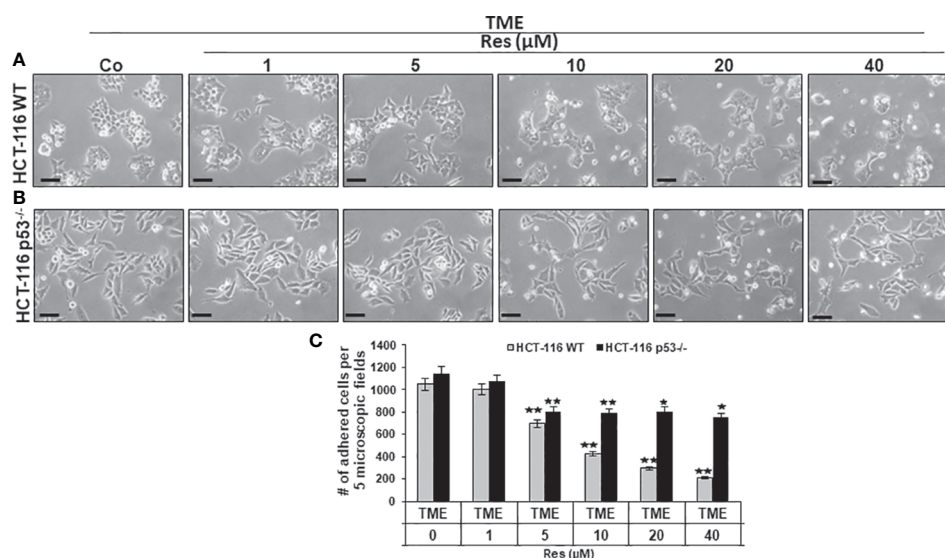 TME
Res (µM)
A
Co 1 5 10 20 40
HCT-116 WT
B
HCT-116 p53-/-
C
HCT-116 WT HCT-116 p53-/-
# of adhered cells per
5 microscopic fields
1400
1200
1000
800
600
400
200
0
★★ ★★ ★★ ★★ ★★ ★ ★★ ★
TME TME TME TME TME TME
0 1 5 10 20 40
Res (µM)